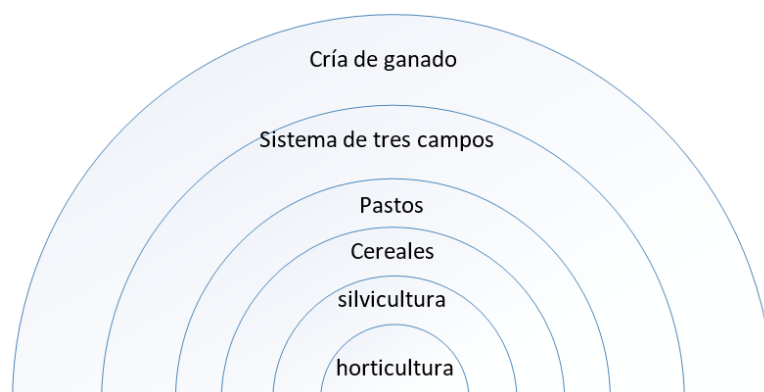 Cría de ganado
Sistema de tres campos
Pastos
Cereales
silvicultura
horticultura